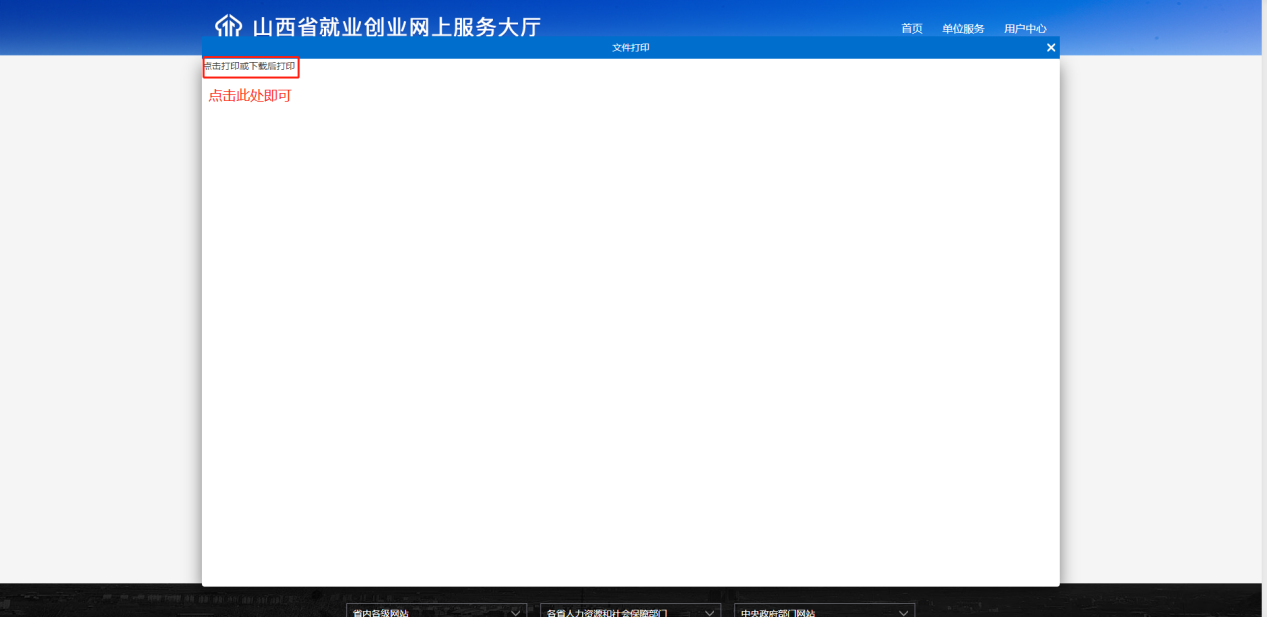 山西省就业创业网上服务大厅
首页 单位服务 用户中心
文件打印
点击打印或下载后打印
点击此处即可
省内各级网站 各省人力资源和社会保障部门 中央政府部门网站